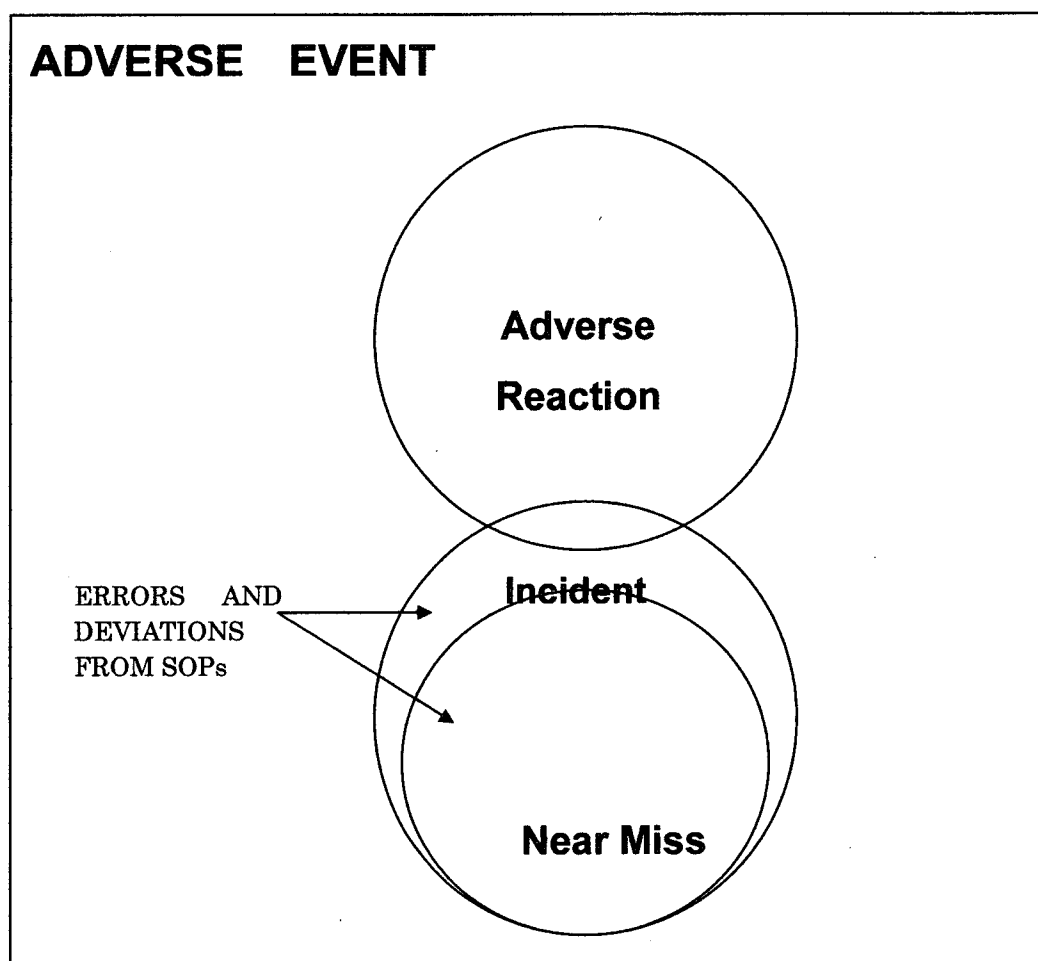 ADVERSE EVENT
Adverse
Reaction
Incident
ERRORS AND
DEVIATIONS
FROM SOPs
Near Miss